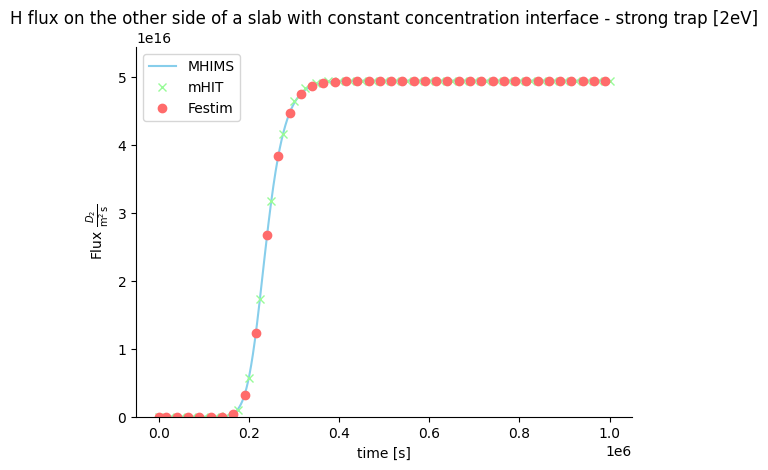 H flux on the other side of a slab with constant concentration interface - strong trap [2eV]
1e16
MHIMS
mHIT
Festim
5
4
3
2
1
0
Flux D₂/m² s
0.0 0.2 0.4 0.6 0.8 1.0
time [s]
1e6